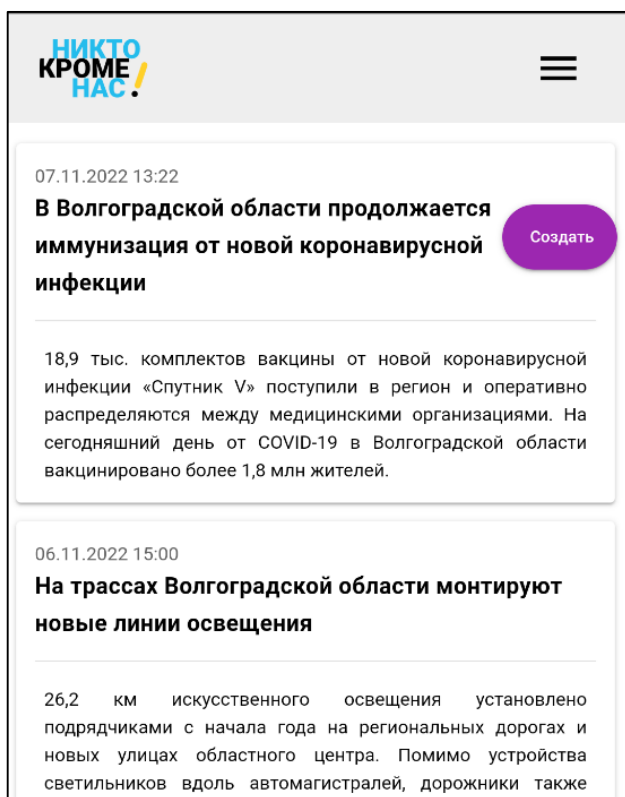 НИКТО
КРОМЕ
НАС!
07.11.2022 13:22
В Волгоградской области продолжается
иммунизация от новой коронавирусной
инфекции
Создать
18,9 тыс. комплектов вакцины от новой коронавирусной
инфекции «Спутник V» поступили в регион и оперативно
распределяются между медицинскими организациями. На
сегодняшний день от COVID-19 в Волгоградской области
вакцинировано более 1,8 млн жителей.
06.11.2022 15:00
На трассах Волгоградской области монтируют
новые линии освещения
26,2 км искусственного освещения установлено
подрядчиками с начала года на региональных дорогах и
новых улицах областного центра. Помимо устройства
светильников вдоль автомагистралей, дорожники также